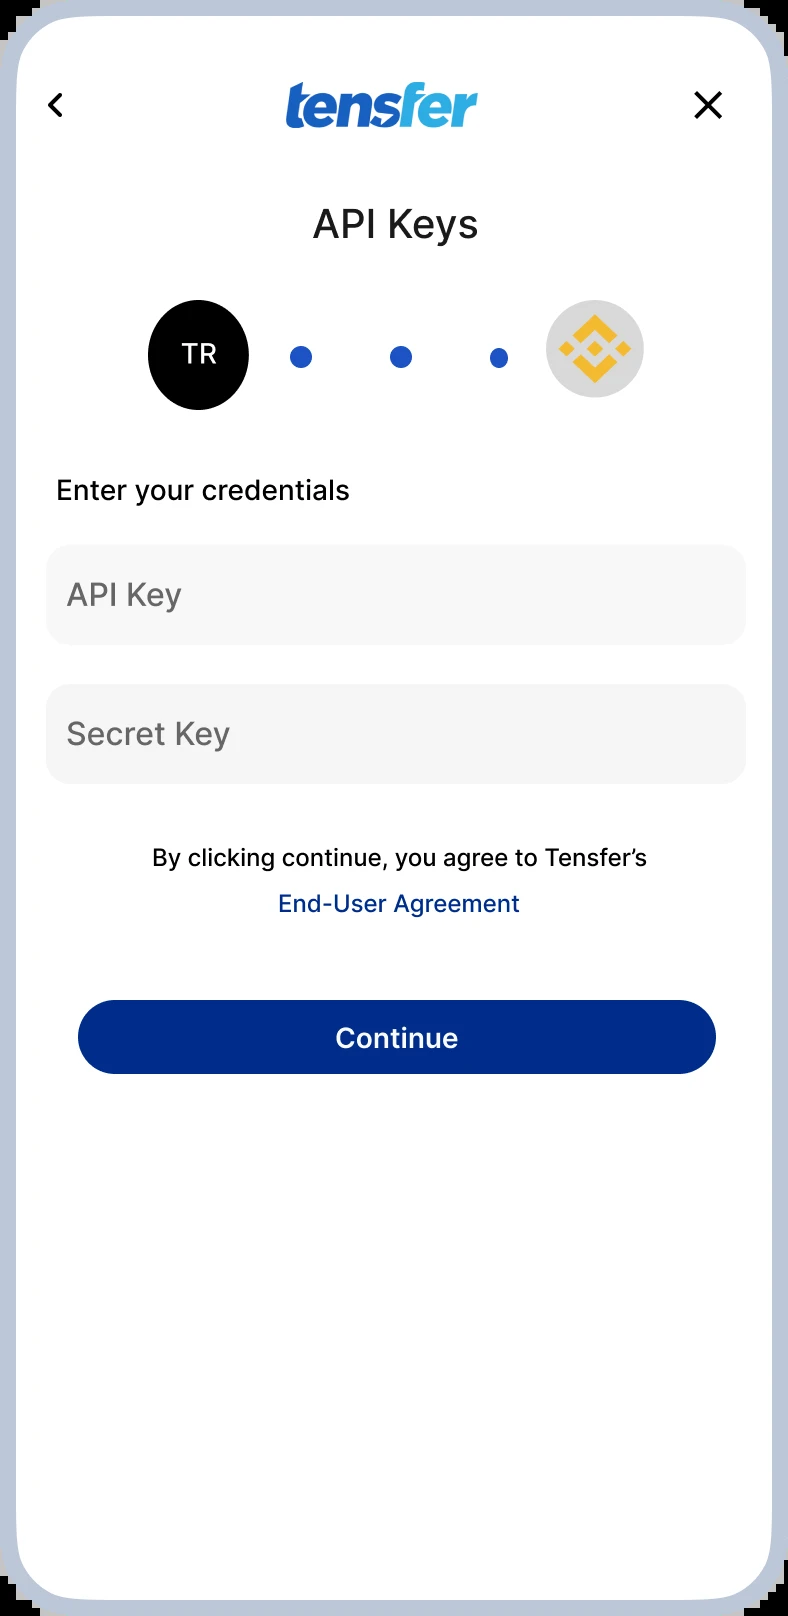 tensfer
API Keys
TR
Enter your credentials
API Key
Secret Key
By clicking continue, you agree to Tensfer’s
End-User Agreement
Continue